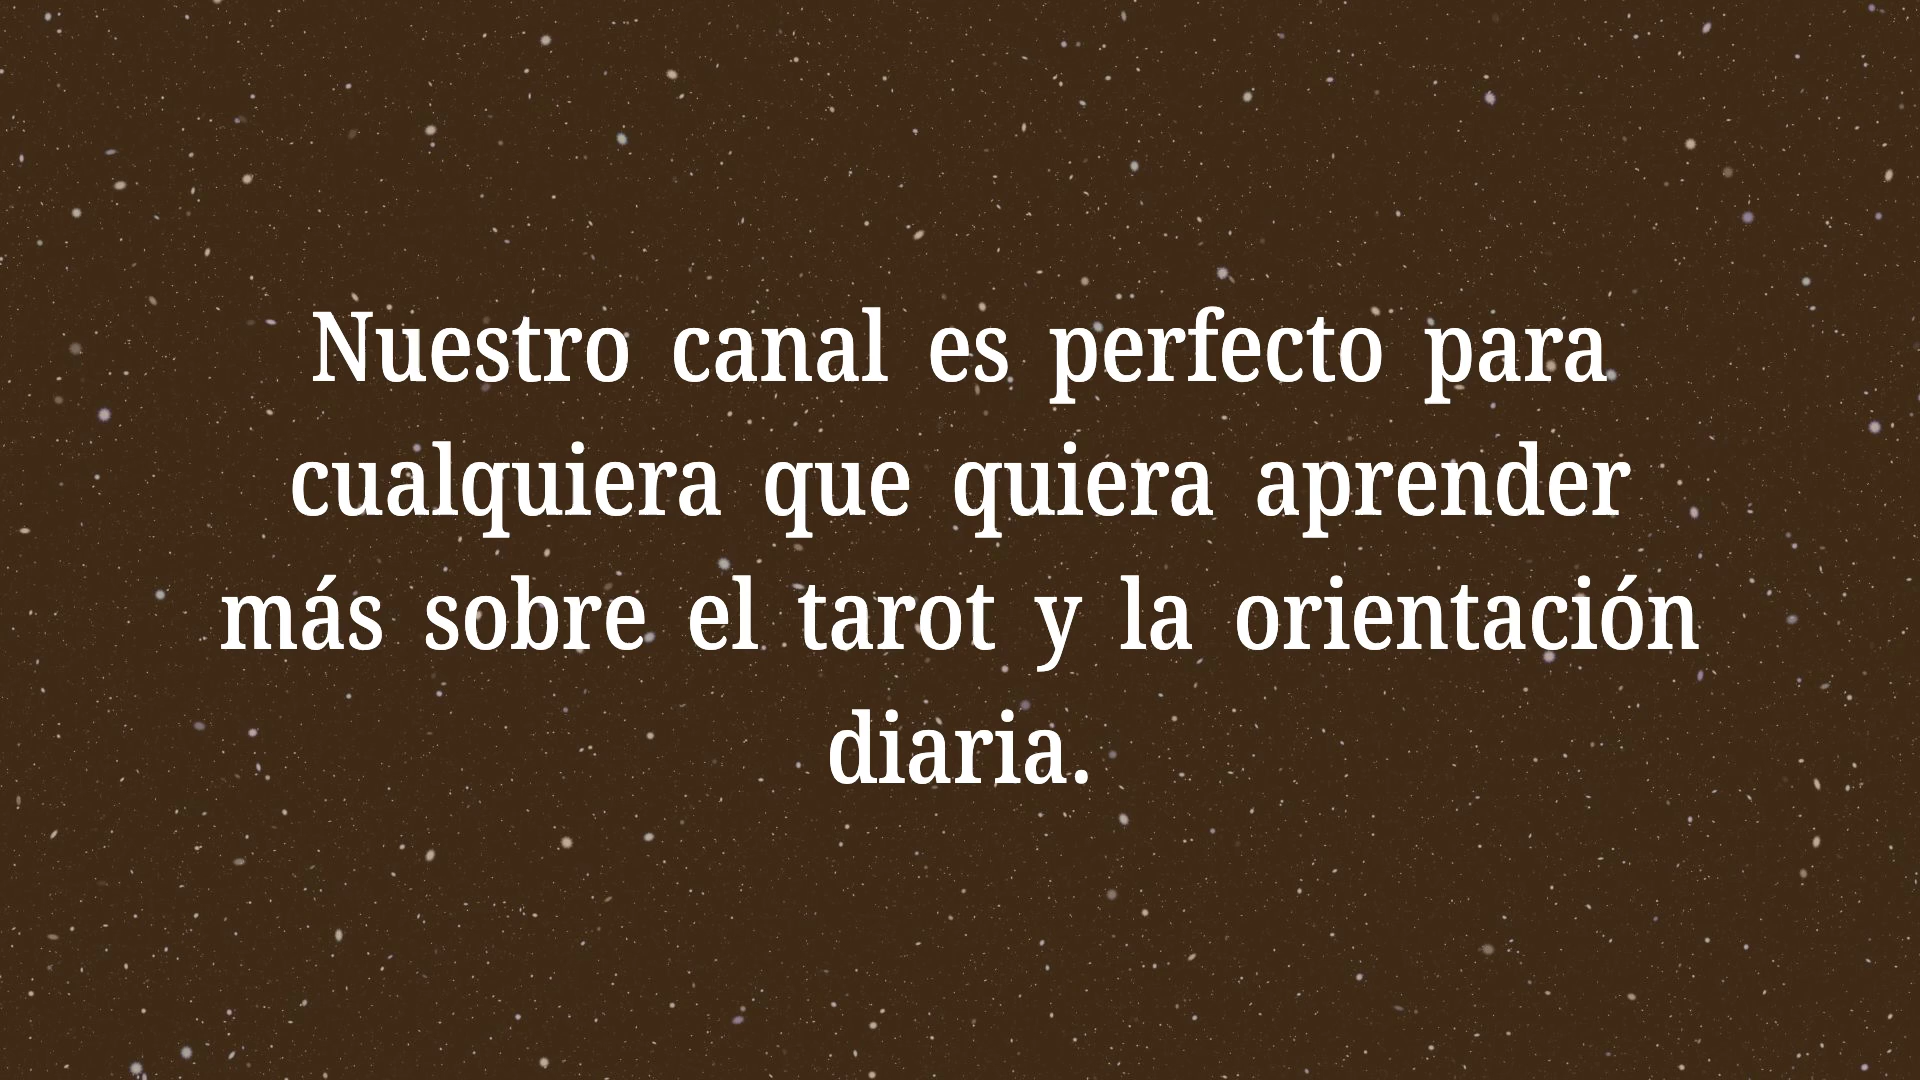 Nuestro canal es perfecto para
cualquiera que quiera aprender
más sobre el tarot y la orientación
diaria.